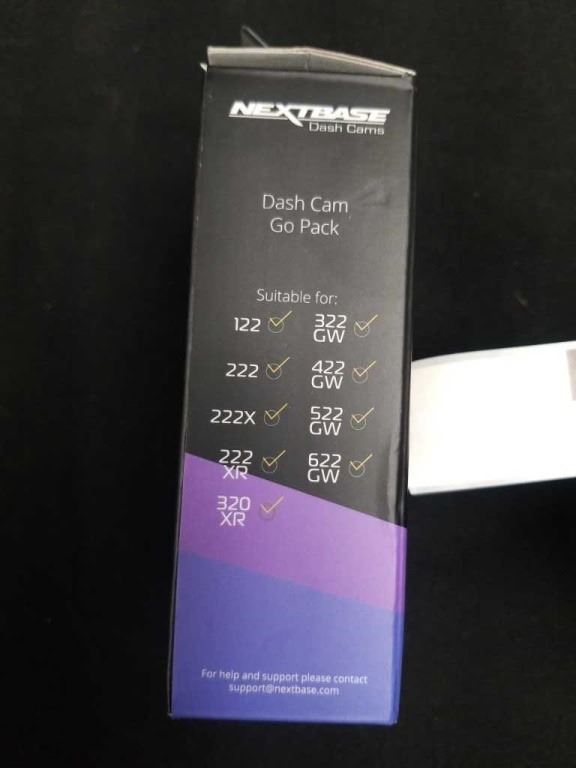 NEXTBASE
Dash Cams
Dash Cam
Go Pack
Suitable for:
122
322
GW
222
422
GW
222X
522
GW
222
XR
622
GW
320
XR
For help and support please contact
support@nextbase.com